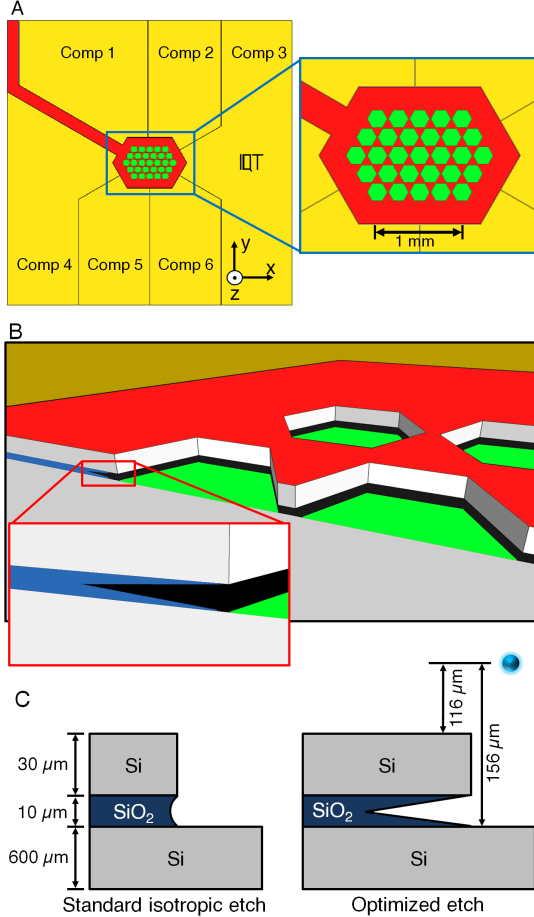 A
Comp 1
Comp 2
Comp 3
Comp 4
Comp 5
Comp 6
y
x
z
1 mm
B
C
116 µm
156 µm
30 µm
10 µm
600 µm
Si
SiO₂
Si
Si
SiO₂
Si
Standard isotropic etch
Optimized etch